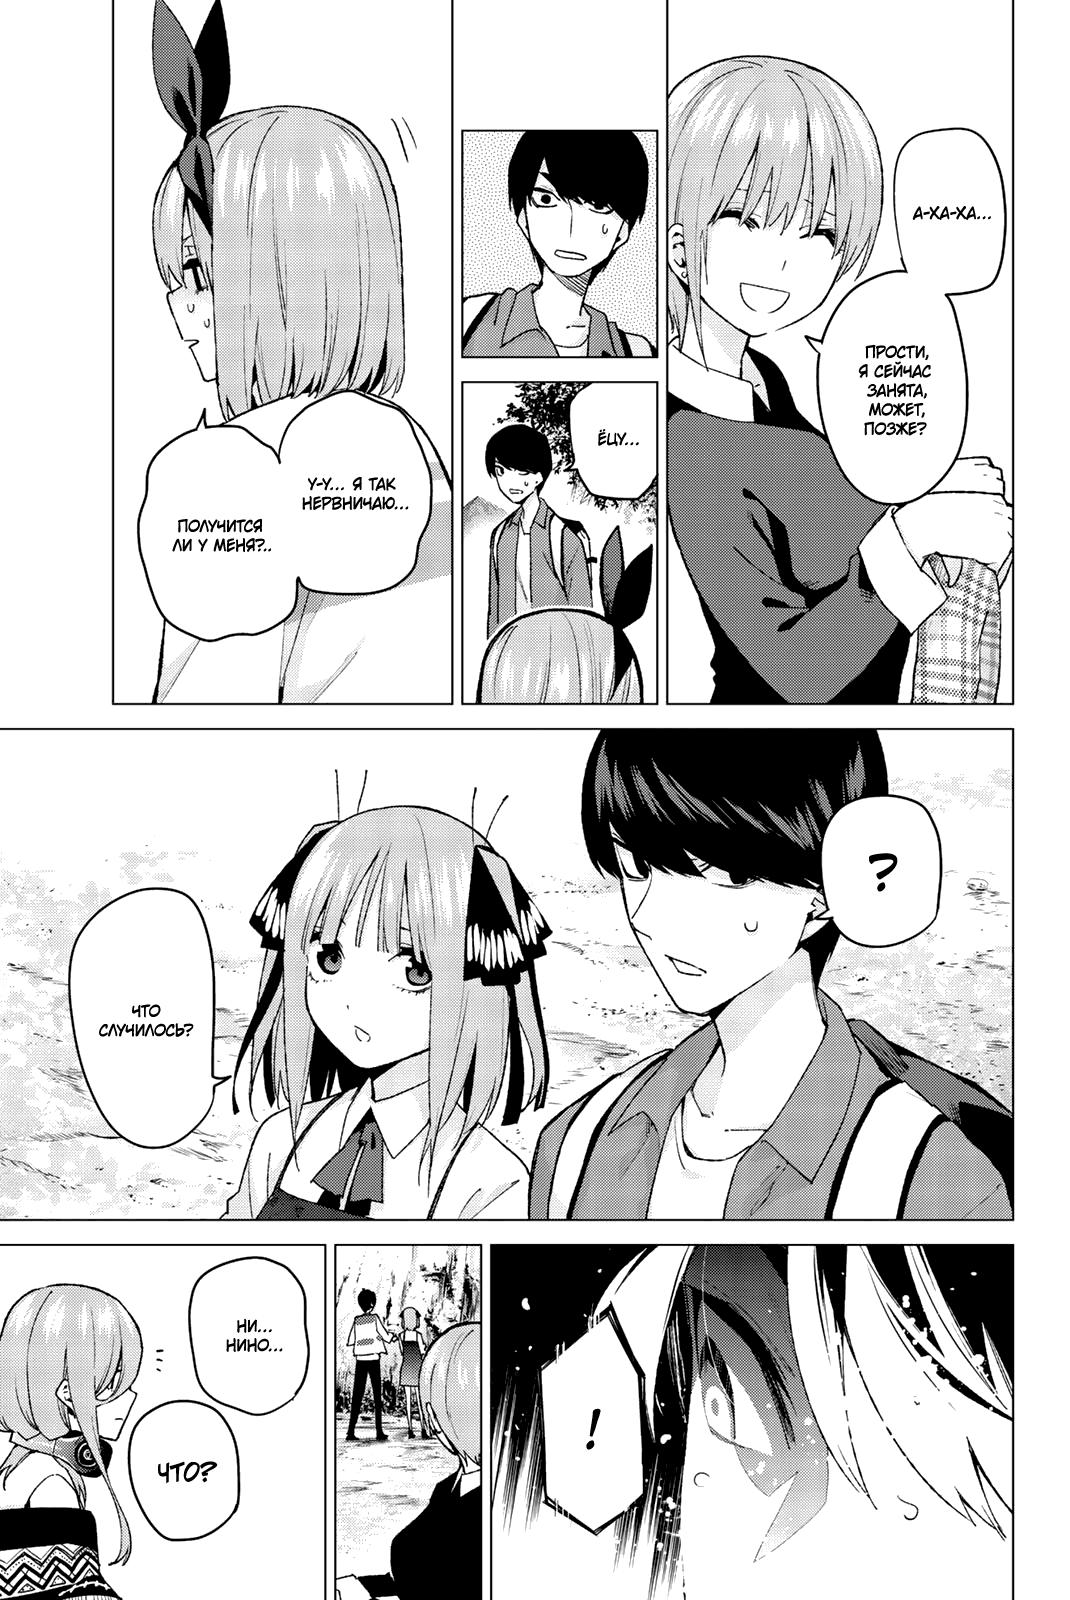 А-ХА-ХА...
ПРОСТИ,
Я СЕЙЧАС
ЗАНЯТА,
МОЖЕТ,
ПОЗЖЕ?
ЁЦУ...
У-У... Я ТАК
НЕРВНИЧАЮ...
ПОЛУЧИТСЯ
ЛИ У МЕНЯ?..
?
ЧТО
СЛУЧИЛОСЬ?
!
НИ...
НИНО...
ЧТО?